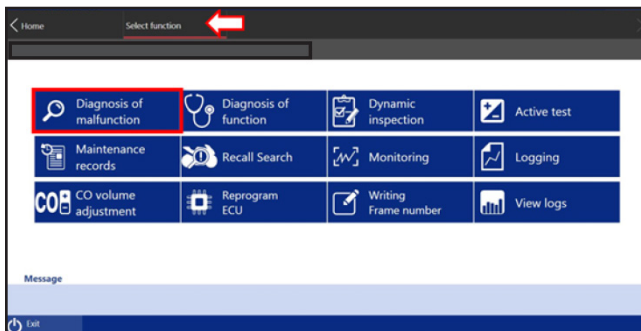 Home
Select function
Diagnosis of
malfunction
Diagnosis of
function
Dynamic
inspection
Active test
Maintenance
records
Recall Search
Monitoring
Logging
CO
CO volume
adjustment
Reprogram
ECU
Writing
Frame number
View logs
Message
Exit